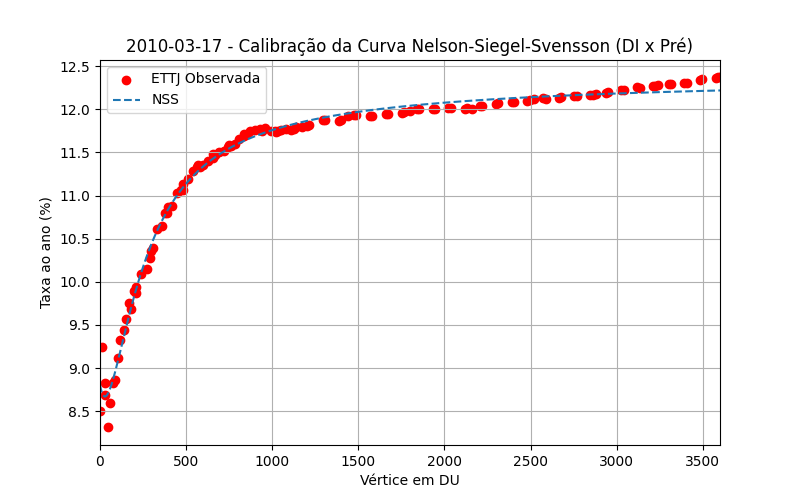 2010-03-17 - Calibração da Curva Nelson-Siegel-Svensson (DI x Pré)
ETTJ Observada
NSS
Taxa ao ano (%)
12.5
12.0
11.5
11.0
10.5
10.0
9.5
9.0
8.5
0 500 1000 1500 2000 2500 3000 3500
Vértice em DU